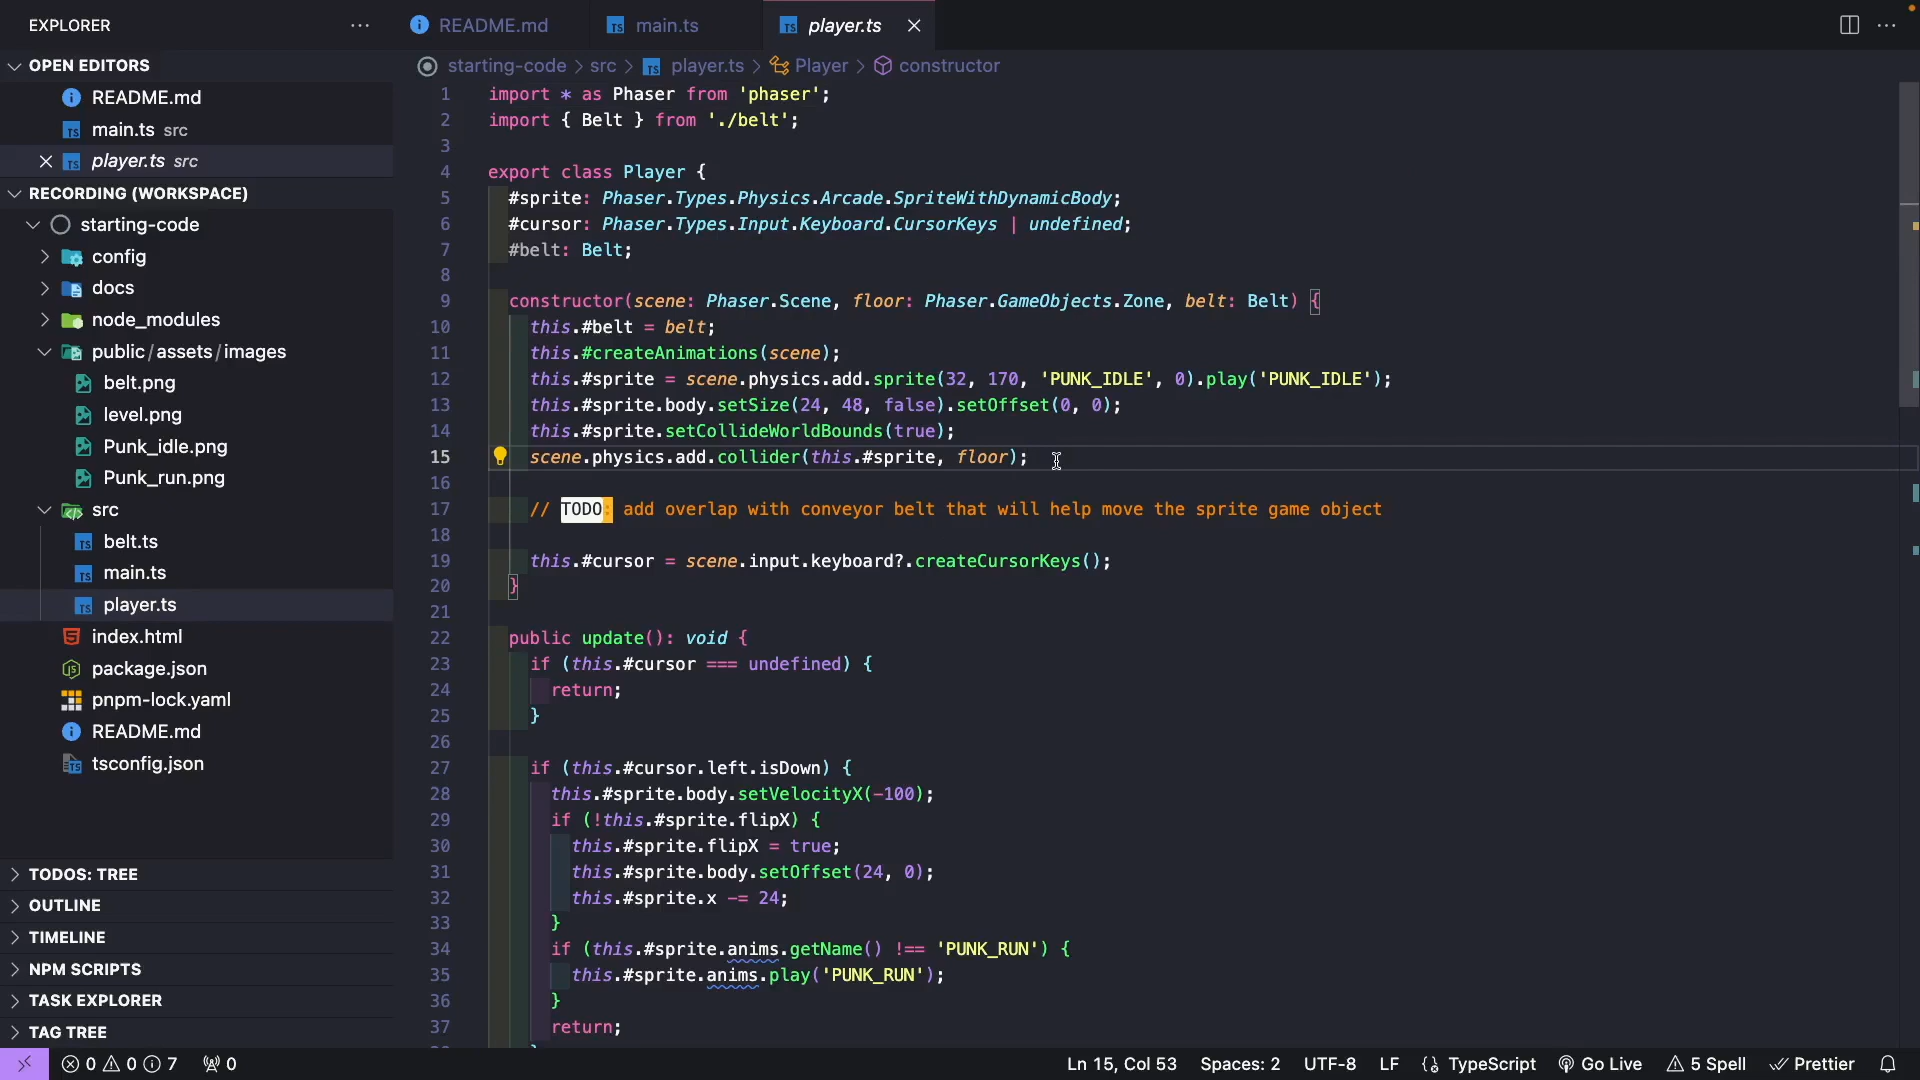 EXPLORER
README.md
main.ts
player.ts
OPEN EDITORS
README.md
main.ts src
player.ts src
RECORDING (WORKSPACE)
starting-code
config
docs
node_modules
public/assets/images
belt.png
level.png
Punk_idle.png
Punk_run.png
src
belt.ts
main.ts
player.ts
index.html
package.json
pnpm-lock.yaml
README.md
tsconfig.json
TODOS: TREE
OUTLINE
TIMELINE
NPM SCRIPTS
TASK EXPLORER
TAG TREE
starting-code > src > player.ts > Player > constructor
1 import * as Phaser from 'phaser';
2 import { Belt } from './belt';
3
4 export class Player {
5 #sprite: Phaser.Types.Physics.Arcade.SpriteWithDynamicBody;
6 #cursor: Phaser.Types.Input.Keyboard.CursorKeys | undefined;
7 #belt: Belt;
8
9 constructor(scene: Phaser.Scene, floor: Phaser.GameObjects.Zone, belt: Belt) {
10 this.#belt = belt;
11 this.#createAnimations(scene);
12 this.#sprite = scene.physics.add.sprite(32, 170, 'PUNK_IDLE', 0).play('PUNK_IDLE');
13 this.#sprite.body.setSize(24, 48, false).setOffset(0, 0);
14 this.#sprite.setCollideWorldBounds(true);
15 scene.physics.add.collider(this.#sprite, floor);
16
17 // TODO: add overlap with conveyor belt that will help move the sprite game object
18
19 this.#cursor = scene.input.keyboard?.createCursorKeys();
20 }
21
22 public update(): void {
23 if (this.#cursor === undefined) {
24 return;
25 }
26
27 if (this.#cursor.left.isDown) {
28 this.#sprite.body.setVelocityX(-100);
29 if (!this.#sprite.flipX) {
30 this.#sprite.flipX = true;
31 this.#sprite.body.setOffset(24, 0);
32 this.#sprite.x -= 24;
33 }
34 if (this.#sprite.anims.getName() !== 'PUNK_RUN') {
35 this.#sprite.anims.play('PUNK_RUN');
36 }
37 return;
0 0 7 0
Ln 15, Col 53 Spaces: 2 UTF-8 LF {} TypeScript Go Live 5 Spell Prettier